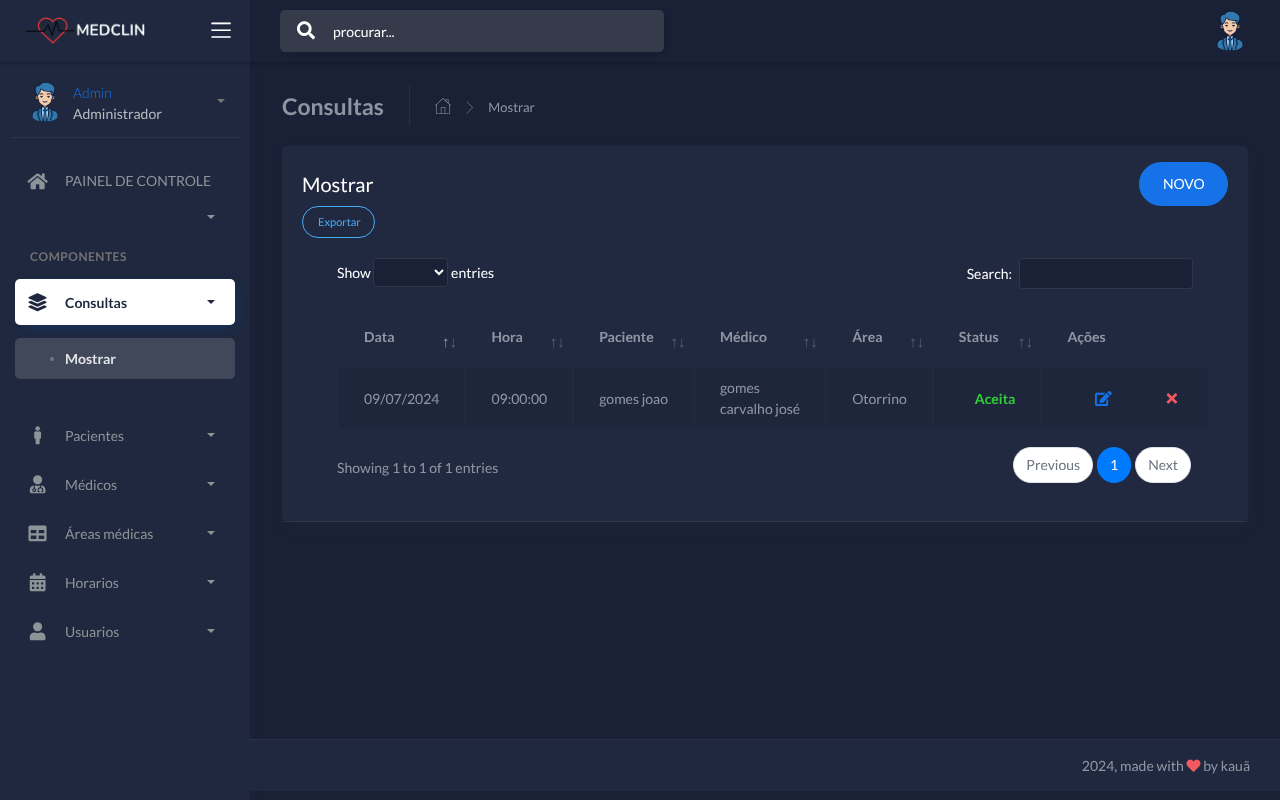 MEDCLIN
procurar...
Admin
Administrador
Consultas
Mostrar
PAINEL DE CONTROLE
COMPONENTES
Consultas
Mostrar
Pacientes
Médicos
Áreas médicas
Horarios
Usuarios
Mostrar
NOVO
Exportar
Show entries
Search:
Data Hora Paciente Médico Área Status Ações
09/07/2024 09:00:00 gomes joao gomes
carvalho josé Otorrino Aceita
Showing 1 to 1 of 1 entries
Previous 1 Next
2024, made with by kauã